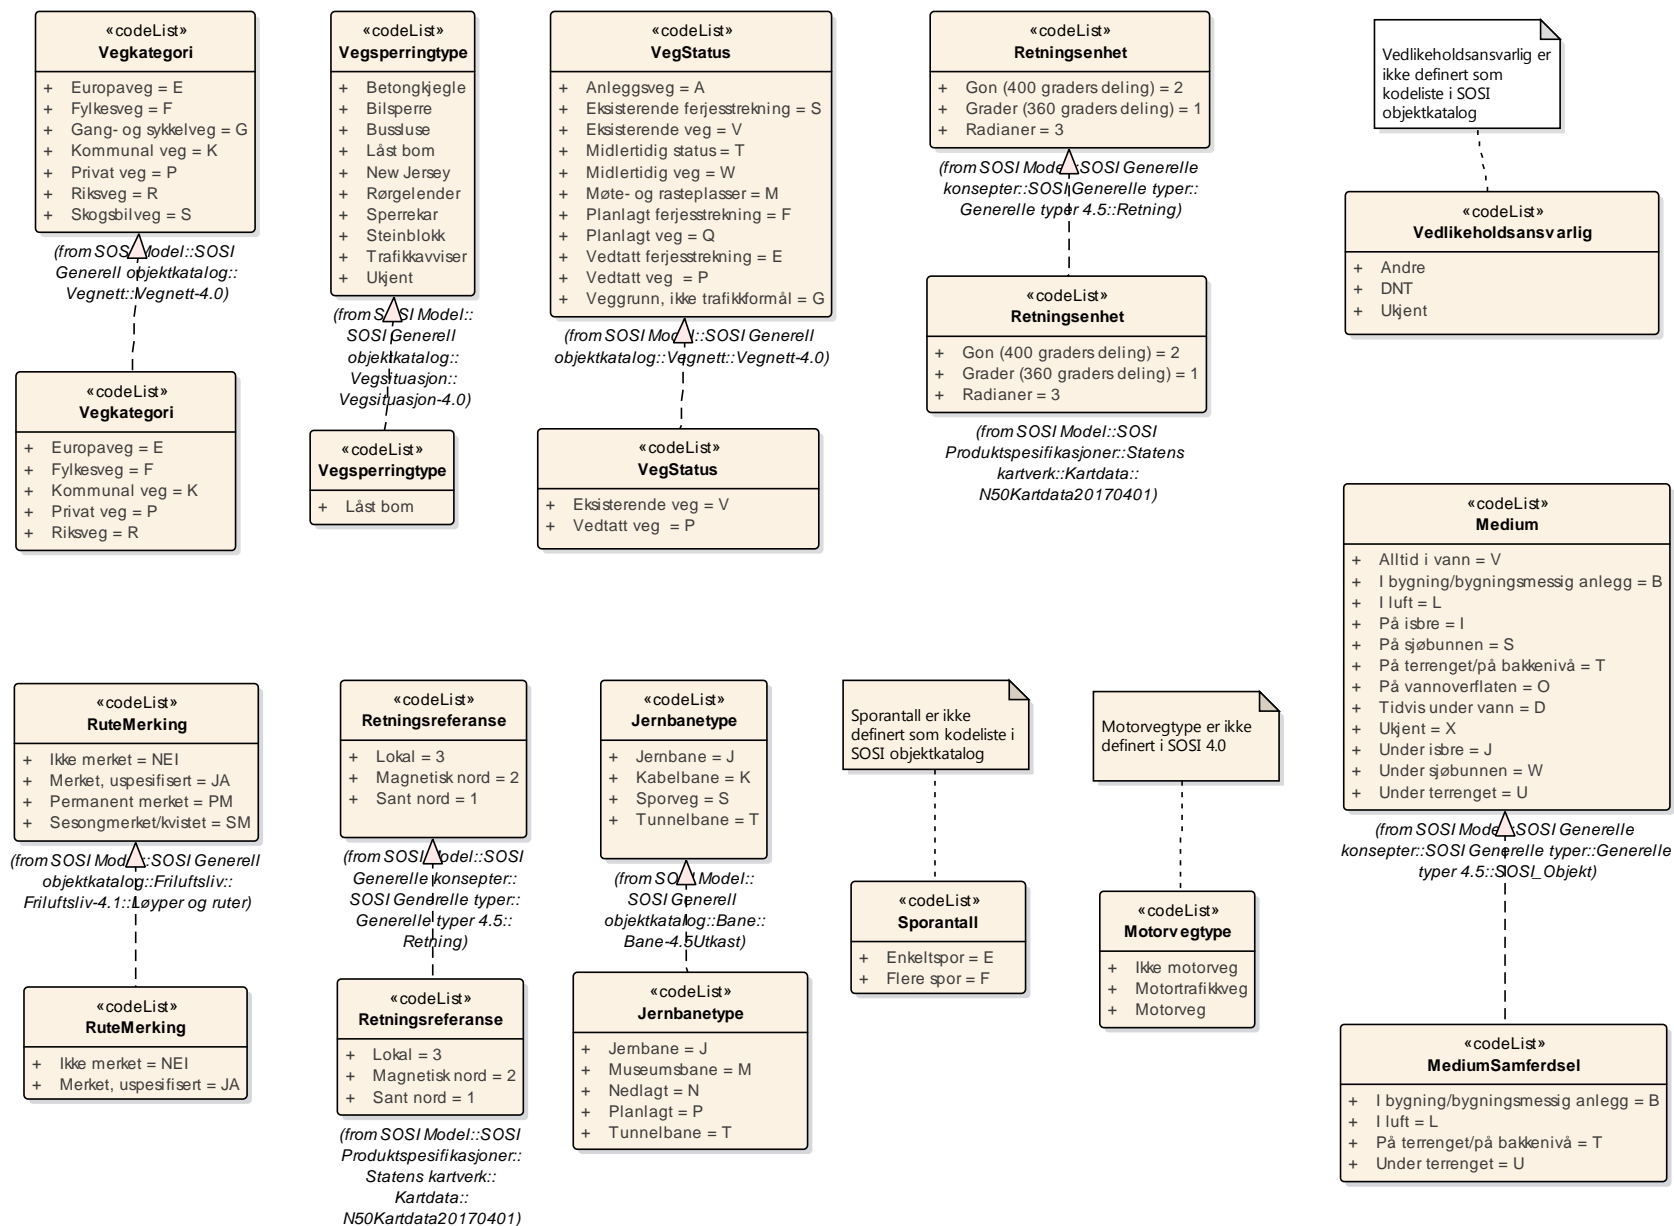 «codeList»
Vegkategori
+ Europaveg = E
+ Fylkesveg = F
+ Gang- og sykkelveg = G
+ Kommunal veg = K
+ Privat veg = P
+ Riksveg = R
+ Skogsbilveg = S
(from SOSI Model::SOSI
Generell objektkatalog::
Vegnett::Vegnett-4.0)
«codeList»
Vegkategori
+ Europaveg = E
+ Fylkesveg = F
+ Kommunal veg = K
+ Privat veg = P
+ Riksveg = R
«codeList»
Vegsperringtype
+ Betongkjegle
+ Bilsperre
+ Bussluse
+ Låst bom
+ New Jersey
+ Rørgelender
+ Sperrekar
+ Steinblokk
+ Trafikkavviser
+ Ukjent
(from SOSI Model::
SOSI Generell
objektkatalog::
Vegsituasjon::
Vegsituasjon-4.0)
«codeList»
Vegsperringtype
+ Låst bom
«codeList»
VegStatus
+ Anleggsveg = A
+ Eksisterende ferjesstrekning = S
+ Eksisterende veg = V
+ Midlertidig status = T
+ Midlertidig veg = W
+ Møte- og rasteplasser = M
+ Planlagt ferjesstrekning = F
+ Planlagt veg = Q
+ Vedtatt ferjesstrekning = E
+ Vedtatt veg = P
+ Veggrunn, ikke trafikkformål = G
(from SOSI Model::SOSI Generell
objektkatalog::Vegnett::Vegnett-4.0)
«codeList»
VegStatus
+ Eksisterende veg = V
+ Vedtatt veg = P
«codeList»
Retningsenhet
+ Gon (400 graders deling) = 2
+ Grader (360 graders deling) = 1
+ Radianer = 3
(from SOSI Model::SOSI Generelle
konsepter::SOSI Generelle typer::
Generelle typer 4.5::Retning)
«codeList»
Retningsenhet
+ Gon (400 graders deling) = 2
+ Grader (360 graders deling) = 1
+ Radianer = 3
(from SOSI Model::SOSI
Produktspesifikasjoner::Statens
kartverk::Kartdata::
N50Kartdata20170401)
Vedlikeholdsansvarlig er
ikke definert som
kodeliste i SOSI
objektkatalog
«codeList»
Vedlikeholdsansvarlig
+ Andre
+ DNT
+ Ukjent
«codeList»
Medium
+ Alltid i vann = V
+ I bygning/bygningsmessig anlegg = B
+ I luft = L
+ På isbre = I
+ På sjøbunnen = S
+ På terrenget/på bakkenivå = T
+ På vannoverflaten = O
+ Tidvis under vann = D
+ Ukjent = X
+ Under isbre = J
+ Under sjøbunnen = W
+ Under terrenget = U
(from SOSI Model::SOSI Generelle
konsepter::SOSI Generelle typer::Generelle
typer 4.5::SOSI_Objekt)
«codeList»
MediumSamferdsel
+ I bygning/bygningsmessig anlegg = B
+ I luft = L
+ På terrenget/på bakkenivå = T
+ Under terrenget = U
«codeList»
RuteMerking
+ Ikke merket = NEI
+ Merket, uspesifisert = JA
+ Permanent merket = PM
+ Sesongmerket/kvistet = SM
(from SOSI Model::SOSI Generell
objektkatalog::Friluftsliv::
Friluftsliv-4.1::Løyper og ruter)
«codeList»
RuteMerking
+ Ikke merket = NEI
+ Merket, uspesifisert = JA
«codeList»
Retningsreferanse
+ Lokal = 3
+ Magnetisk nord = 2
+ Sant nord = 1
(from SOSI Model::SOSI
Generelle konsepter::
SOSI Generelle typer::
Generelle typer 4.5::
Retning)
«codeList»
Retningsreferanse
+ Lokal = 3
+ Magnetisk nord = 2
+ Sant nord = 1
(from SOSI Model::SOSI
Produktspesifikasjoner::
Statens kartverk::
Kartdata::
N50Kartdata20170401)
«codeList»
Jernbanetype
+ Jernbane = J
+ Kabelbane = K
+ Sporveg = S
+ Tunnelbane = T
(from SOSI Model::
SOSI Generell
objektkatalog::Bane::
Bane-4.5Utkast)
«codeList»
Jernbanetype
+ Jernbane = J
+ Museumsbane = M
+ Nedlagt = N
+ Planlagt = P
+ Tunnelbane = T
Sporantall er ikke
definert som kodeliste i
SOSI objektkatalog
«codeList»
Sporantall
+ Enkeltspor = E
+ Flere spor = F
Motorvegtype er ikke
definert i SOSI 4.0
«codeList»
Motorvegtype
+ Ikke motorveg
+ Motortrafikkveg
+ Motorveg